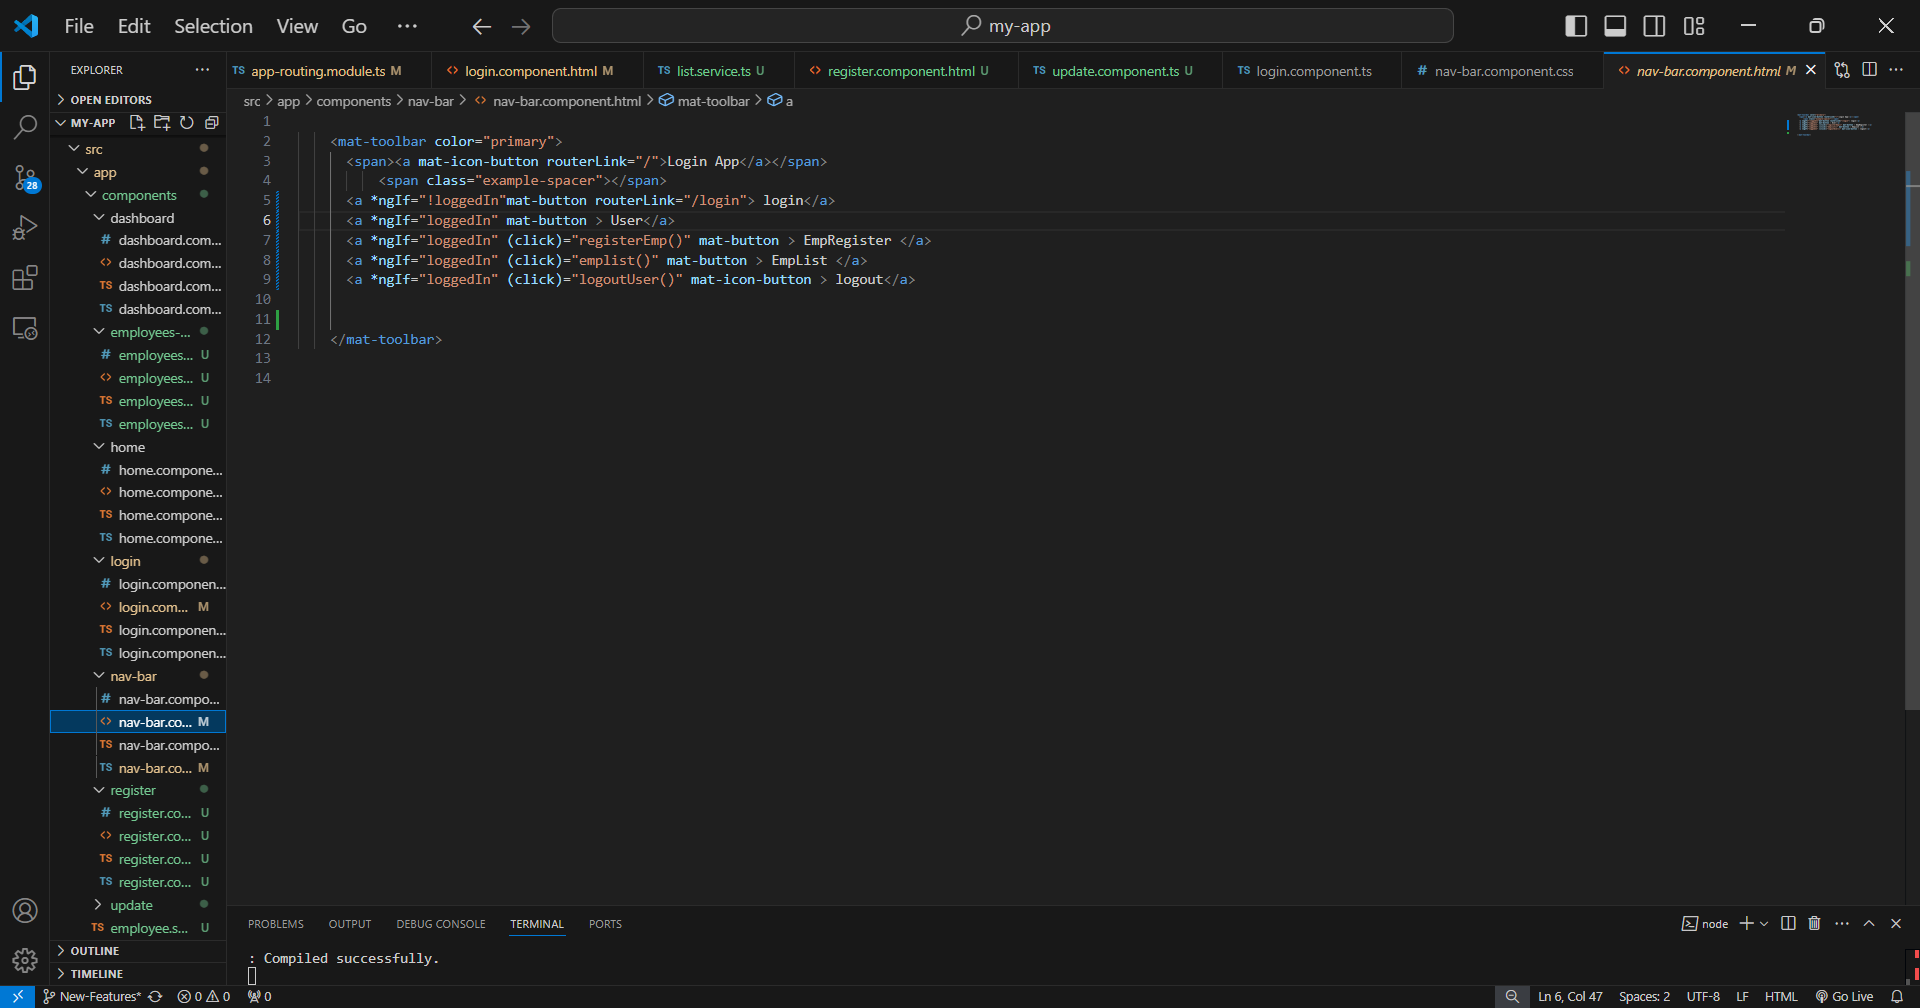 File Edit Selection View Go ··· my-app
EXPLORER ···
OPEN EDITORS
MY-APP
src
app
components
dashboard
# dashboard.com...
<> dashboard.com...
TS dashboard.com...
TS dashboard.com...
employees-...
# employees... U
<> employees... U
TS employees... U
TS employees... U
home
# home.compone...
<> home.compone...
TS home.compone...
TS home.compone...
login
# login.componen...
<> login.com... M
TS login.componen...
TS login.componen...
nav-bar
# nav-bar.compo...
<> nav-bar.co... M
TS nav-bar.compo...
TS nav-bar.co... M
register
# register.co... U
<> register.co... U
TS register.co... U
TS register.co... U
update
TS employee.s... U
OUTLINE
TIMELINE
28
TS app-routing.module.ts M <> login.component.html M TS list.service.ts U <> register.component.html U TS update.component.ts U TS login.component.ts # nav-bar.component.css <> nav-bar.component.html M ···
src > app > components > nav-bar > <> nav-bar.component.html > mat-toolbar > a
1
2 <mat-toolbar color="primary">
3 <span><a mat-icon-button routerLink="/">Login App</a></span>
4 <span class="example-spacer"></span>
5 <a *ngIf="!loggedIn"mat-button routerLink="/login"> login</a>
6 <a *ngIf="loggedIn" mat-button > User</a>
7 <a *ngIf="loggedIn" (click)="registerEmp()" mat-button > EmpRegister </a>
8 <a *ngIf="loggedIn" (click)="emplist()" mat-button > EmpList </a>
9 <a *ngIf="loggedIn" (click)="logoutUser()" mat-icon-button > logout</a>
10
11
12 </mat-toolbar>
13
14
PROBLEMS OUTPUT DEBUG CONSOLE TERMINAL PORTS node ···
: Compiled successfully.
New-Features* 0 0 0 Ln 6, Col 47 Spaces: 2 UTF-8 LF HTML Go Live